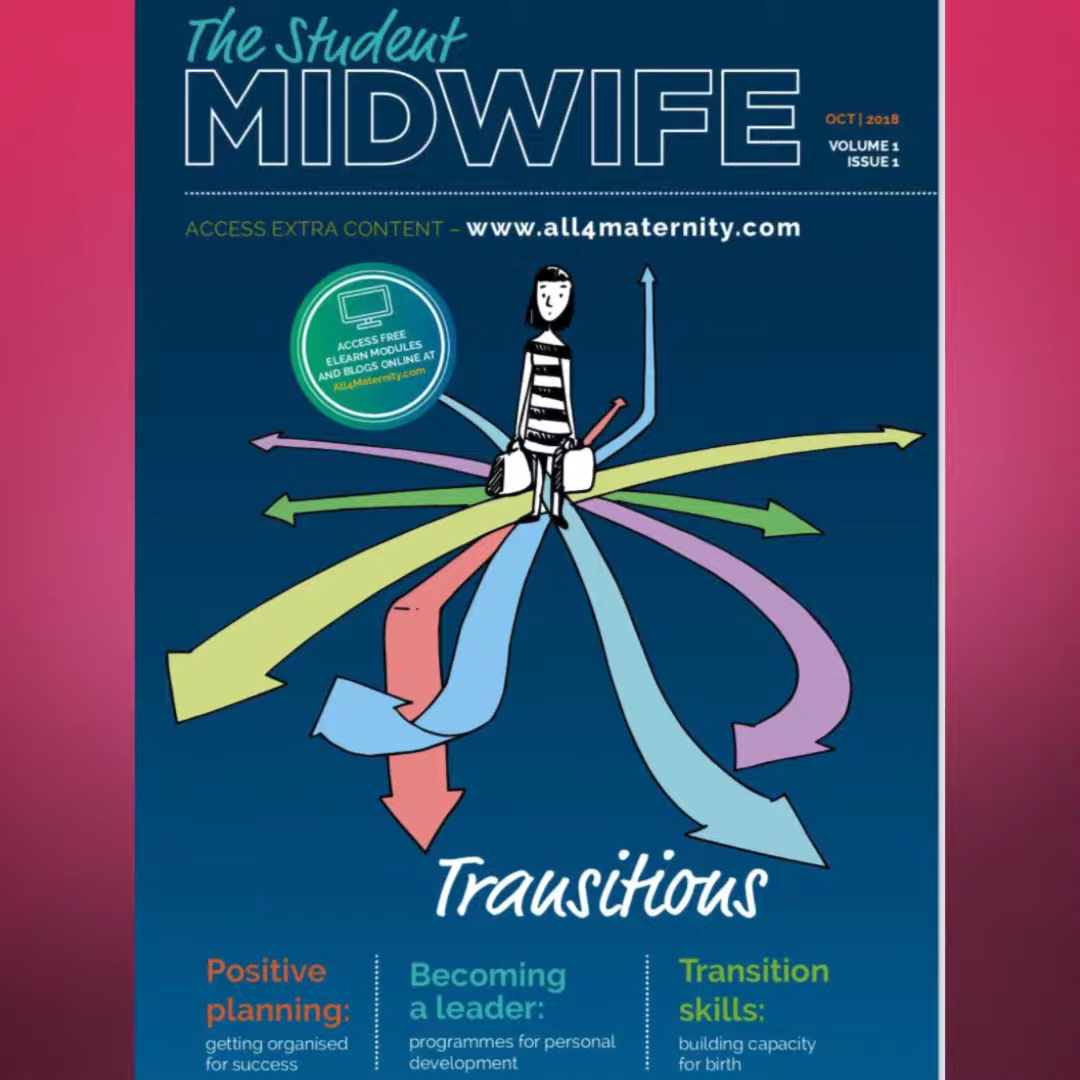 The Student
MIDWIFE
OCT | 2018
VOLUME 1
ISSUE 1
ACCESS EXTRA CONTENT – www.all4maternity.com
ACCESS FREE
ELEARN MODULES
AND BLOGS ONLINE AT
All4Maternity.com
Transitions
Positive
planning:
getting organised
for success
Becoming
a leader:
programmes for personal
development
Transition
skills:
building capacity
for birth